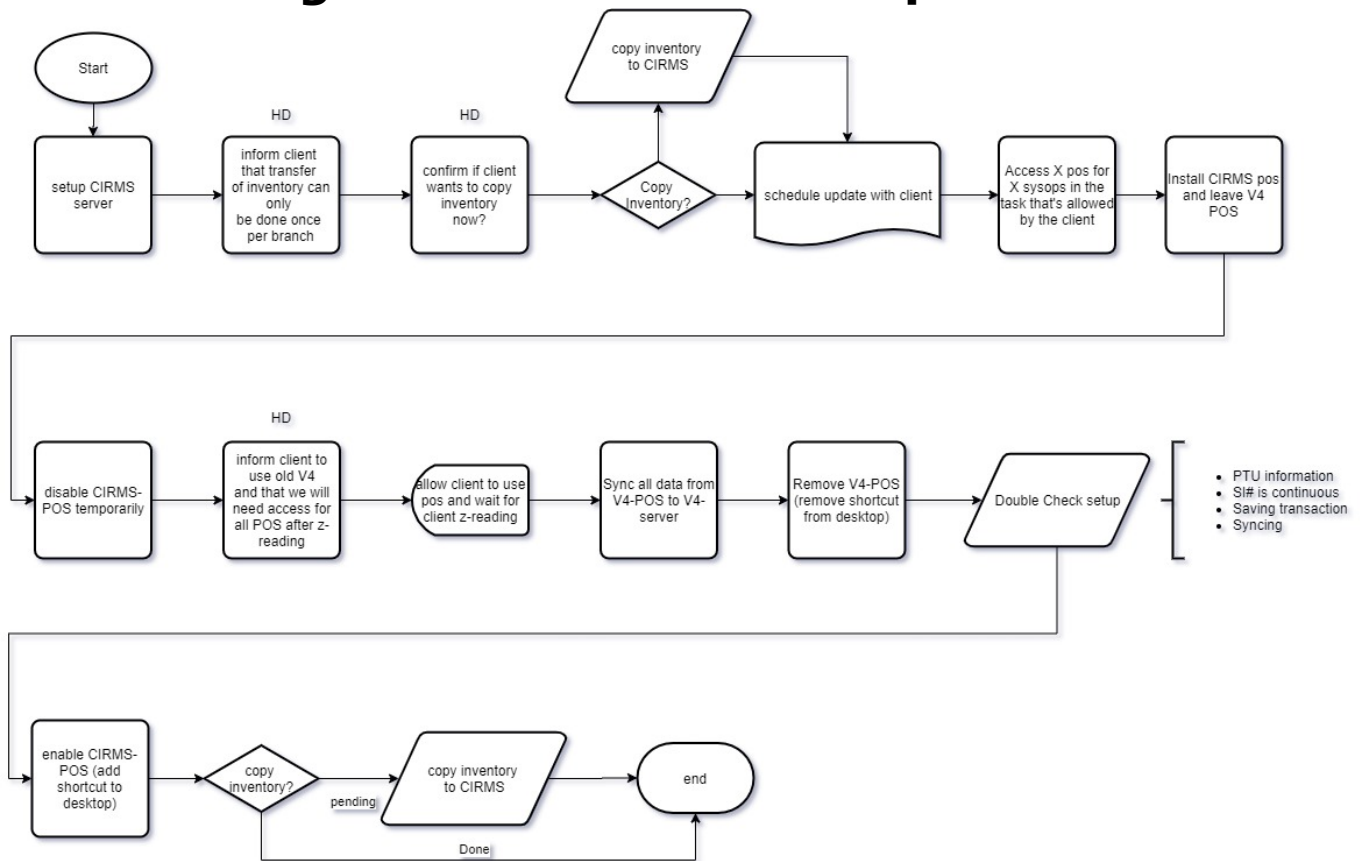 Start
copy inventory
to CIRMS
HD
HD
setup CIRMS
server
inform client
that transfer
of inventory can
only
be done once
per branch
confirm if client
wants to copy
inventory
now?
Copy
Inventory?
schedule update with client
Access X pos for
X sysops in the
task that's allowed
by the client
Install CIRMS pos
and leave V4
POS
HD
disable CIRMS-
POS temporarily
inform client to
use old V4
and that we will
need access for
all POS after z-
reading
allow client to use
pos and wait for
client z-reading
Sync all data from
V4-POS to V4-
server
Remove V4-POS
(remove shortcut
from desktop)
Double Check setup
• PTU information
• SI# is continuous
• Saving transaction
• Syncing
enable CIRMS-
POS (add
shortcut to
desktop)
copy
inventory?
pending
copy inventory
to CIRMS
end
Done